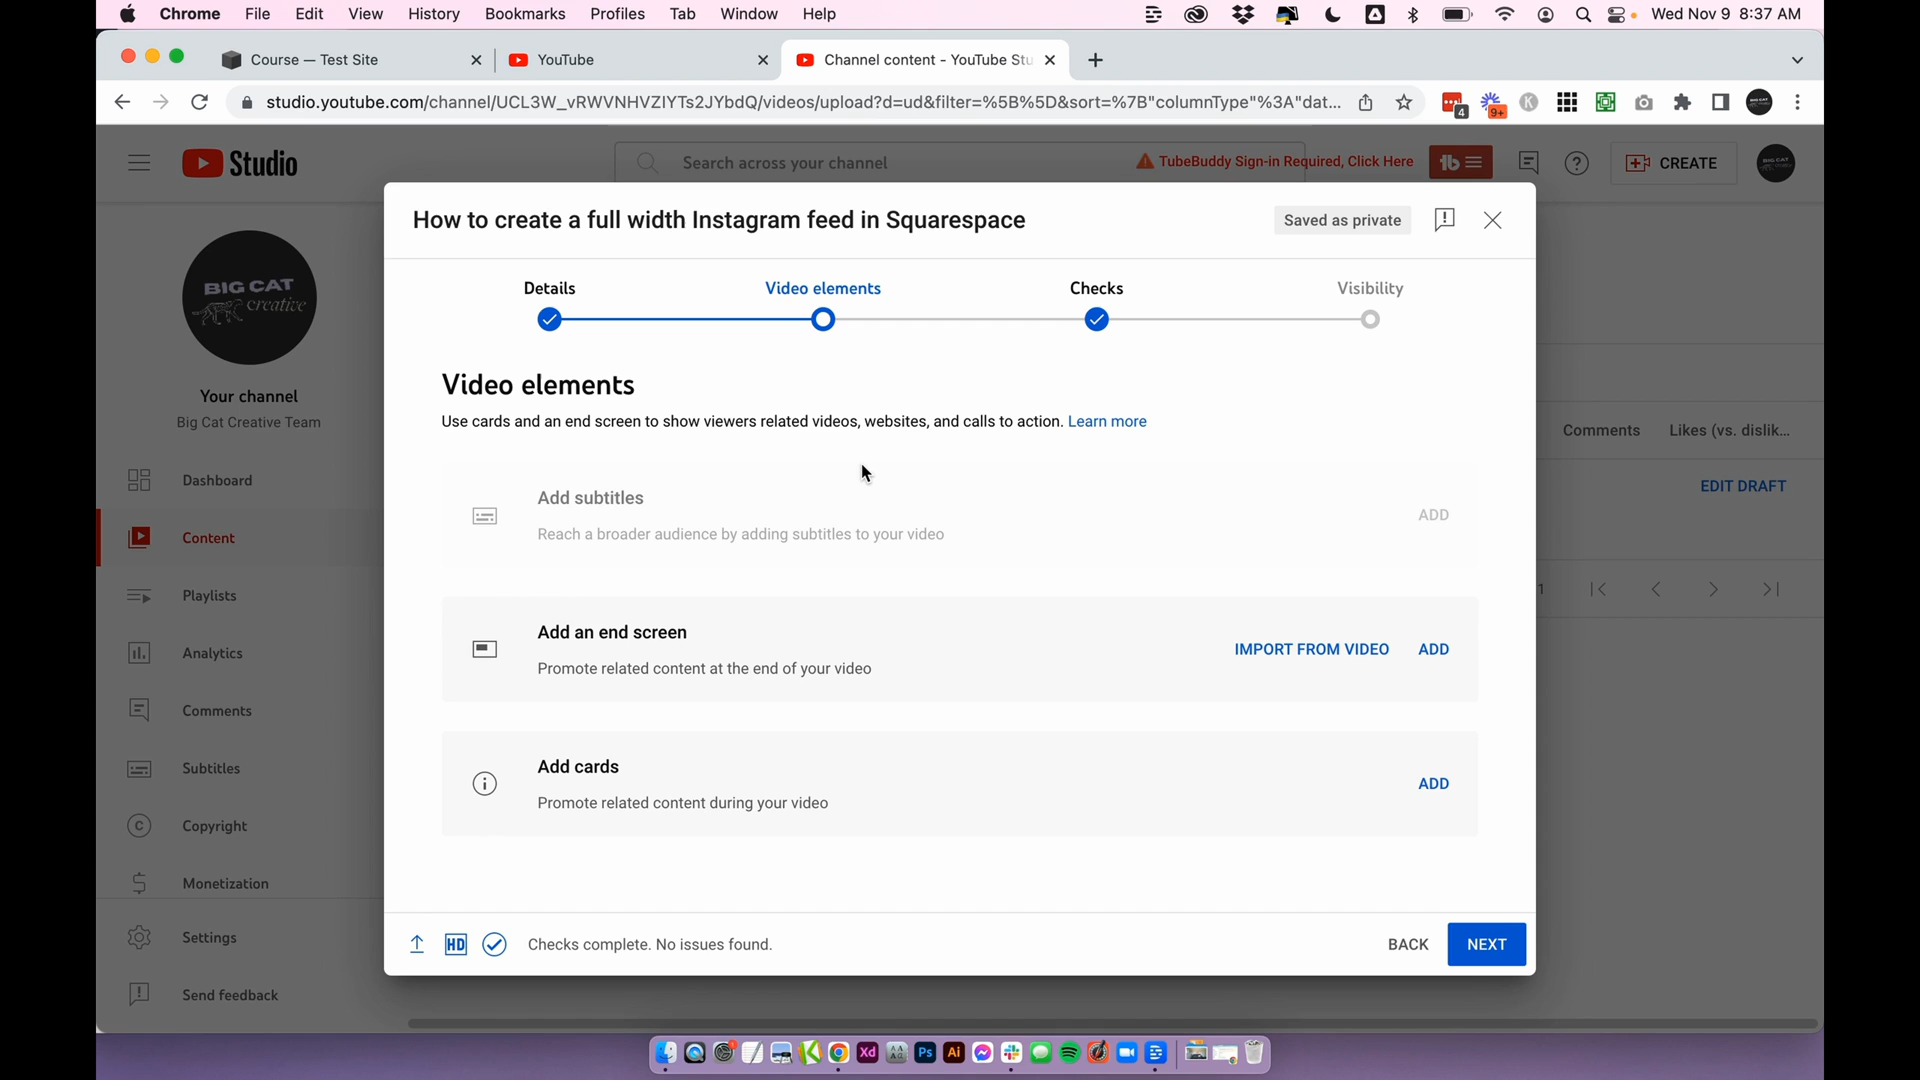 Chrome File Edit View History Bookmarks Profiles Tab Window Help Wed Nov 9 8:37 AM
Course — Test Site YouTube Channel content - YouTube Stu
studio.youtube.com/channel/UCL3W_vRWVNHVZIYTs2JYbdQ/videos/upload?d=ud&filter=%5B%5D&sort=%7B"columnType"%3A"dat... 4 9+ K
Studio Search across your channel TubeBuddy Sign-in Required, Click Here CREATE
How to create a full width Instagram feed in Squarespace Saved as private
Details Video elements Checks Visibility
BIG CAT
creative
Video elements
Your channel
Big Cat Creative Team
Use cards and an end screen to show viewers related videos, websites, and calls to action. Learn more
Comments Likes (vs. dislik...
Dashboard
EDIT DRAFT
Add subtitles
Reach a broader audience by adding subtitles to your video
ADD
Content
Playlists
Add an end screen
Promote related content at the end of your video
IMPORT FROM VIDEO ADD
Analytics
Comments
Subtitles
Add cards
Promote related content during your video
ADD
Copyright
Monetization
Settings
HD Checks complete. No issues found. BACK NEXT
Send feedback
Xd Ps Ai